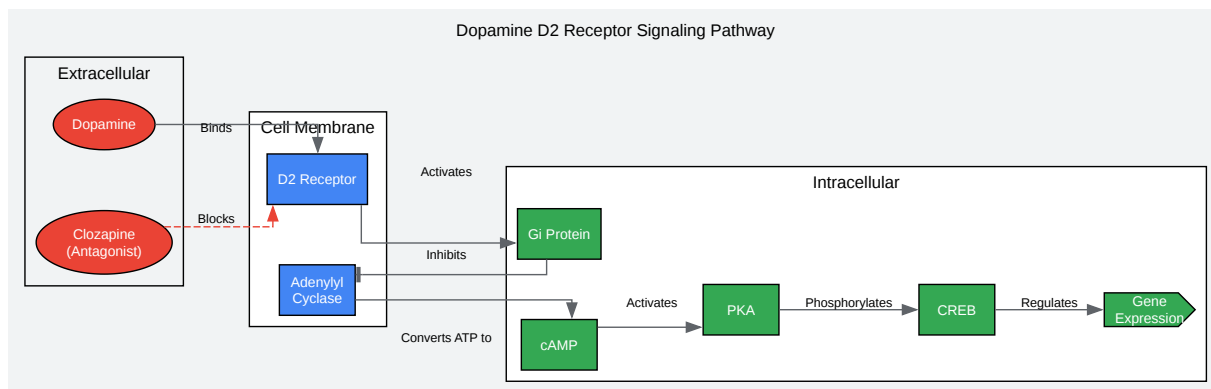 Dopamine D2 Receptor Signaling Pathway
Extracellular
Dopamine
Binds
Cell Membrane
D2 Receptor
Activates
Intracellular
Clozapine
(Antagonist)
Blocks
Gi Protein
Inhibits
Adenylyl
Cyclase
Converts ATP to
cAMP
Activates
PKA
Phosphorylates
CREB
Regulates
Gene
Expression